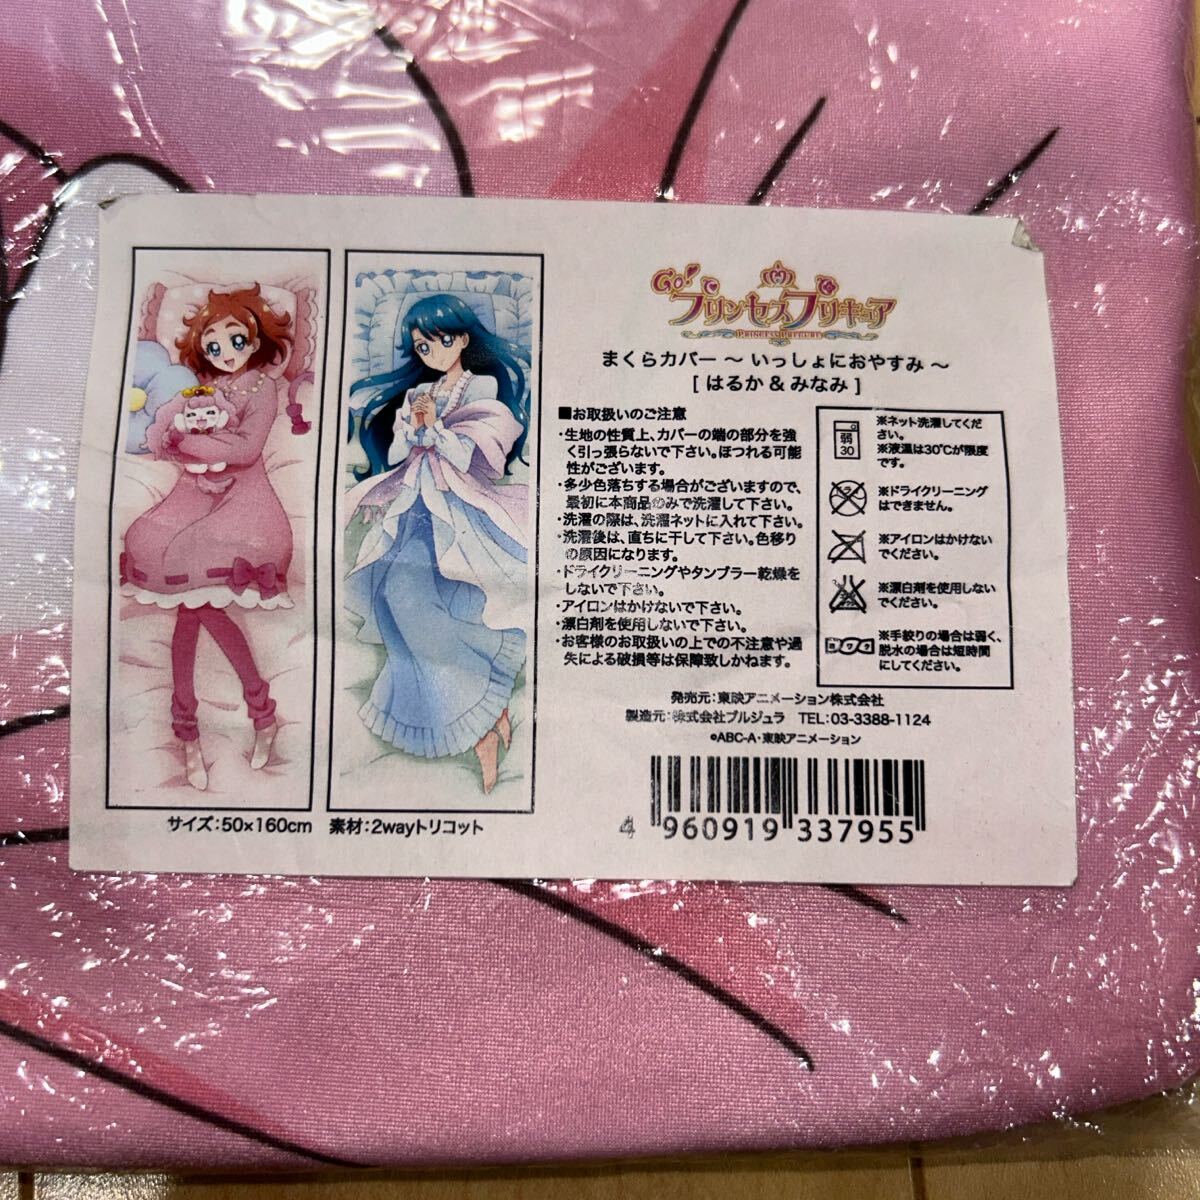 Go!
プリンセスプリキュア
PRINCESS PRECURE
まくらカバー ～ いっしょにおやすみ ～
[ はるか & みなみ ]
■お取扱いのご注意
・生地の性質上、カバーの端の部分を強
く引っ張らないで下さい。ほつれる可能
性がございます。
・多少色落ちする場合がございますので、
最初に本商品のみで洗濯して下さい。
・洗濯の際は、洗濯ネットに入れて下さい。
・洗濯後は、直ちに干して下さい。色移り
の原因になります。
・ドライクリーニングやタンブラー乾燥を
しないで下さい。
・アイロンはかけないで下さい。
・漂白剤を使用しないで下さい。
・お客様のお取扱いの上での不注意や過
失による破損等は保障致しかねます。
弱
30
※ネット洗濯してくだ
さい。
※液温は30℃が限度
です。
※ドライクリーニング
はできません。
※アイロンはかけない
でください。
※漂白剤を使用しない
でください。
※手絞りの場合は弱く、
脱水の場合は短時間
にしてください。
発売元：東映アニメーション株式会社
製造元：株式会社プルジュラ TEL：03-3388-1124
©ABC-A・東映アニメーション
4 960919 337955
サイズ：50×160cm 素材：2wayトリコット